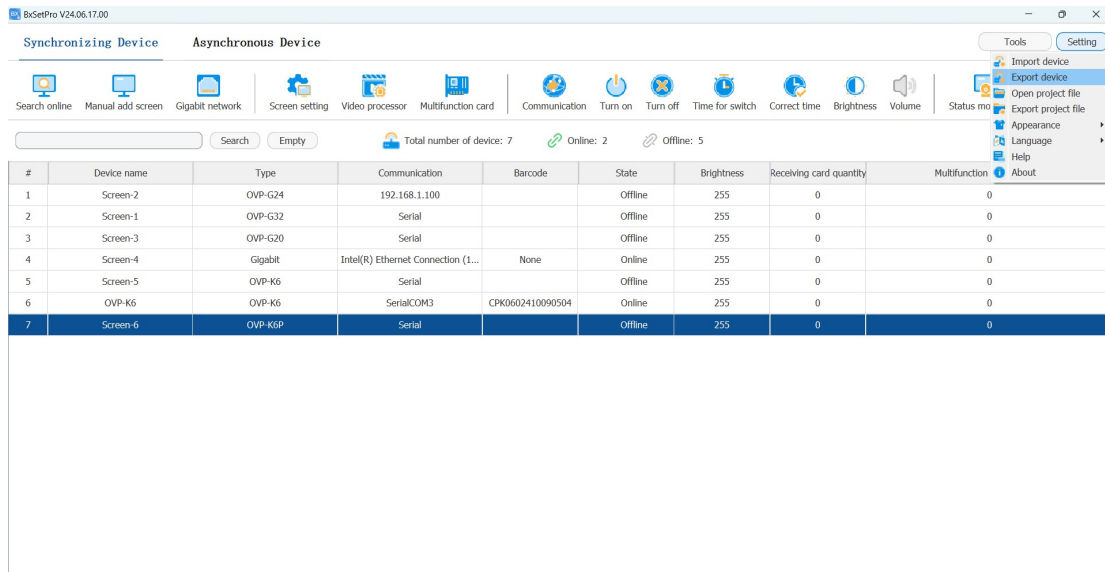 BxSetPro V24.06.17.00
Synchronizing Device Asynchronous Device Tools Setting
Import device
Export device
Open project file
Export project file
Appearance
Language
Help
About
Search online Manual add screen Gigabit network Screen setting Video processor Multifunction card Communication Turn on Turn off Time for switch Correct time Brightness Volume Status mo
Search Empty Total number of device: 7 Online: 2 Offline: 5
# Device name Type Communication Barcode State Brightness Receiving card quantity Multifunction
1 Screen-2 OVP-G24 192.168.1.100 Offline 255 0 0
2 Screen-1 OVP-G32 Serial Offline 255 0 0
3 Screen-3 OVP-G20 Serial Offline 255 0 0
4 Screen-4 Gigabit Intel(R) Ethernet Connection (1... None Online 255 0 0
5 Screen-5 OVP-K6 Serial Offline 255 0 0
6 OVP-K6 OVP-K6 SerialCOM3 CPK0602410090504 Online 255 0 0
7 Screen-6 OVP-K6P Serial Offline 255 0 0